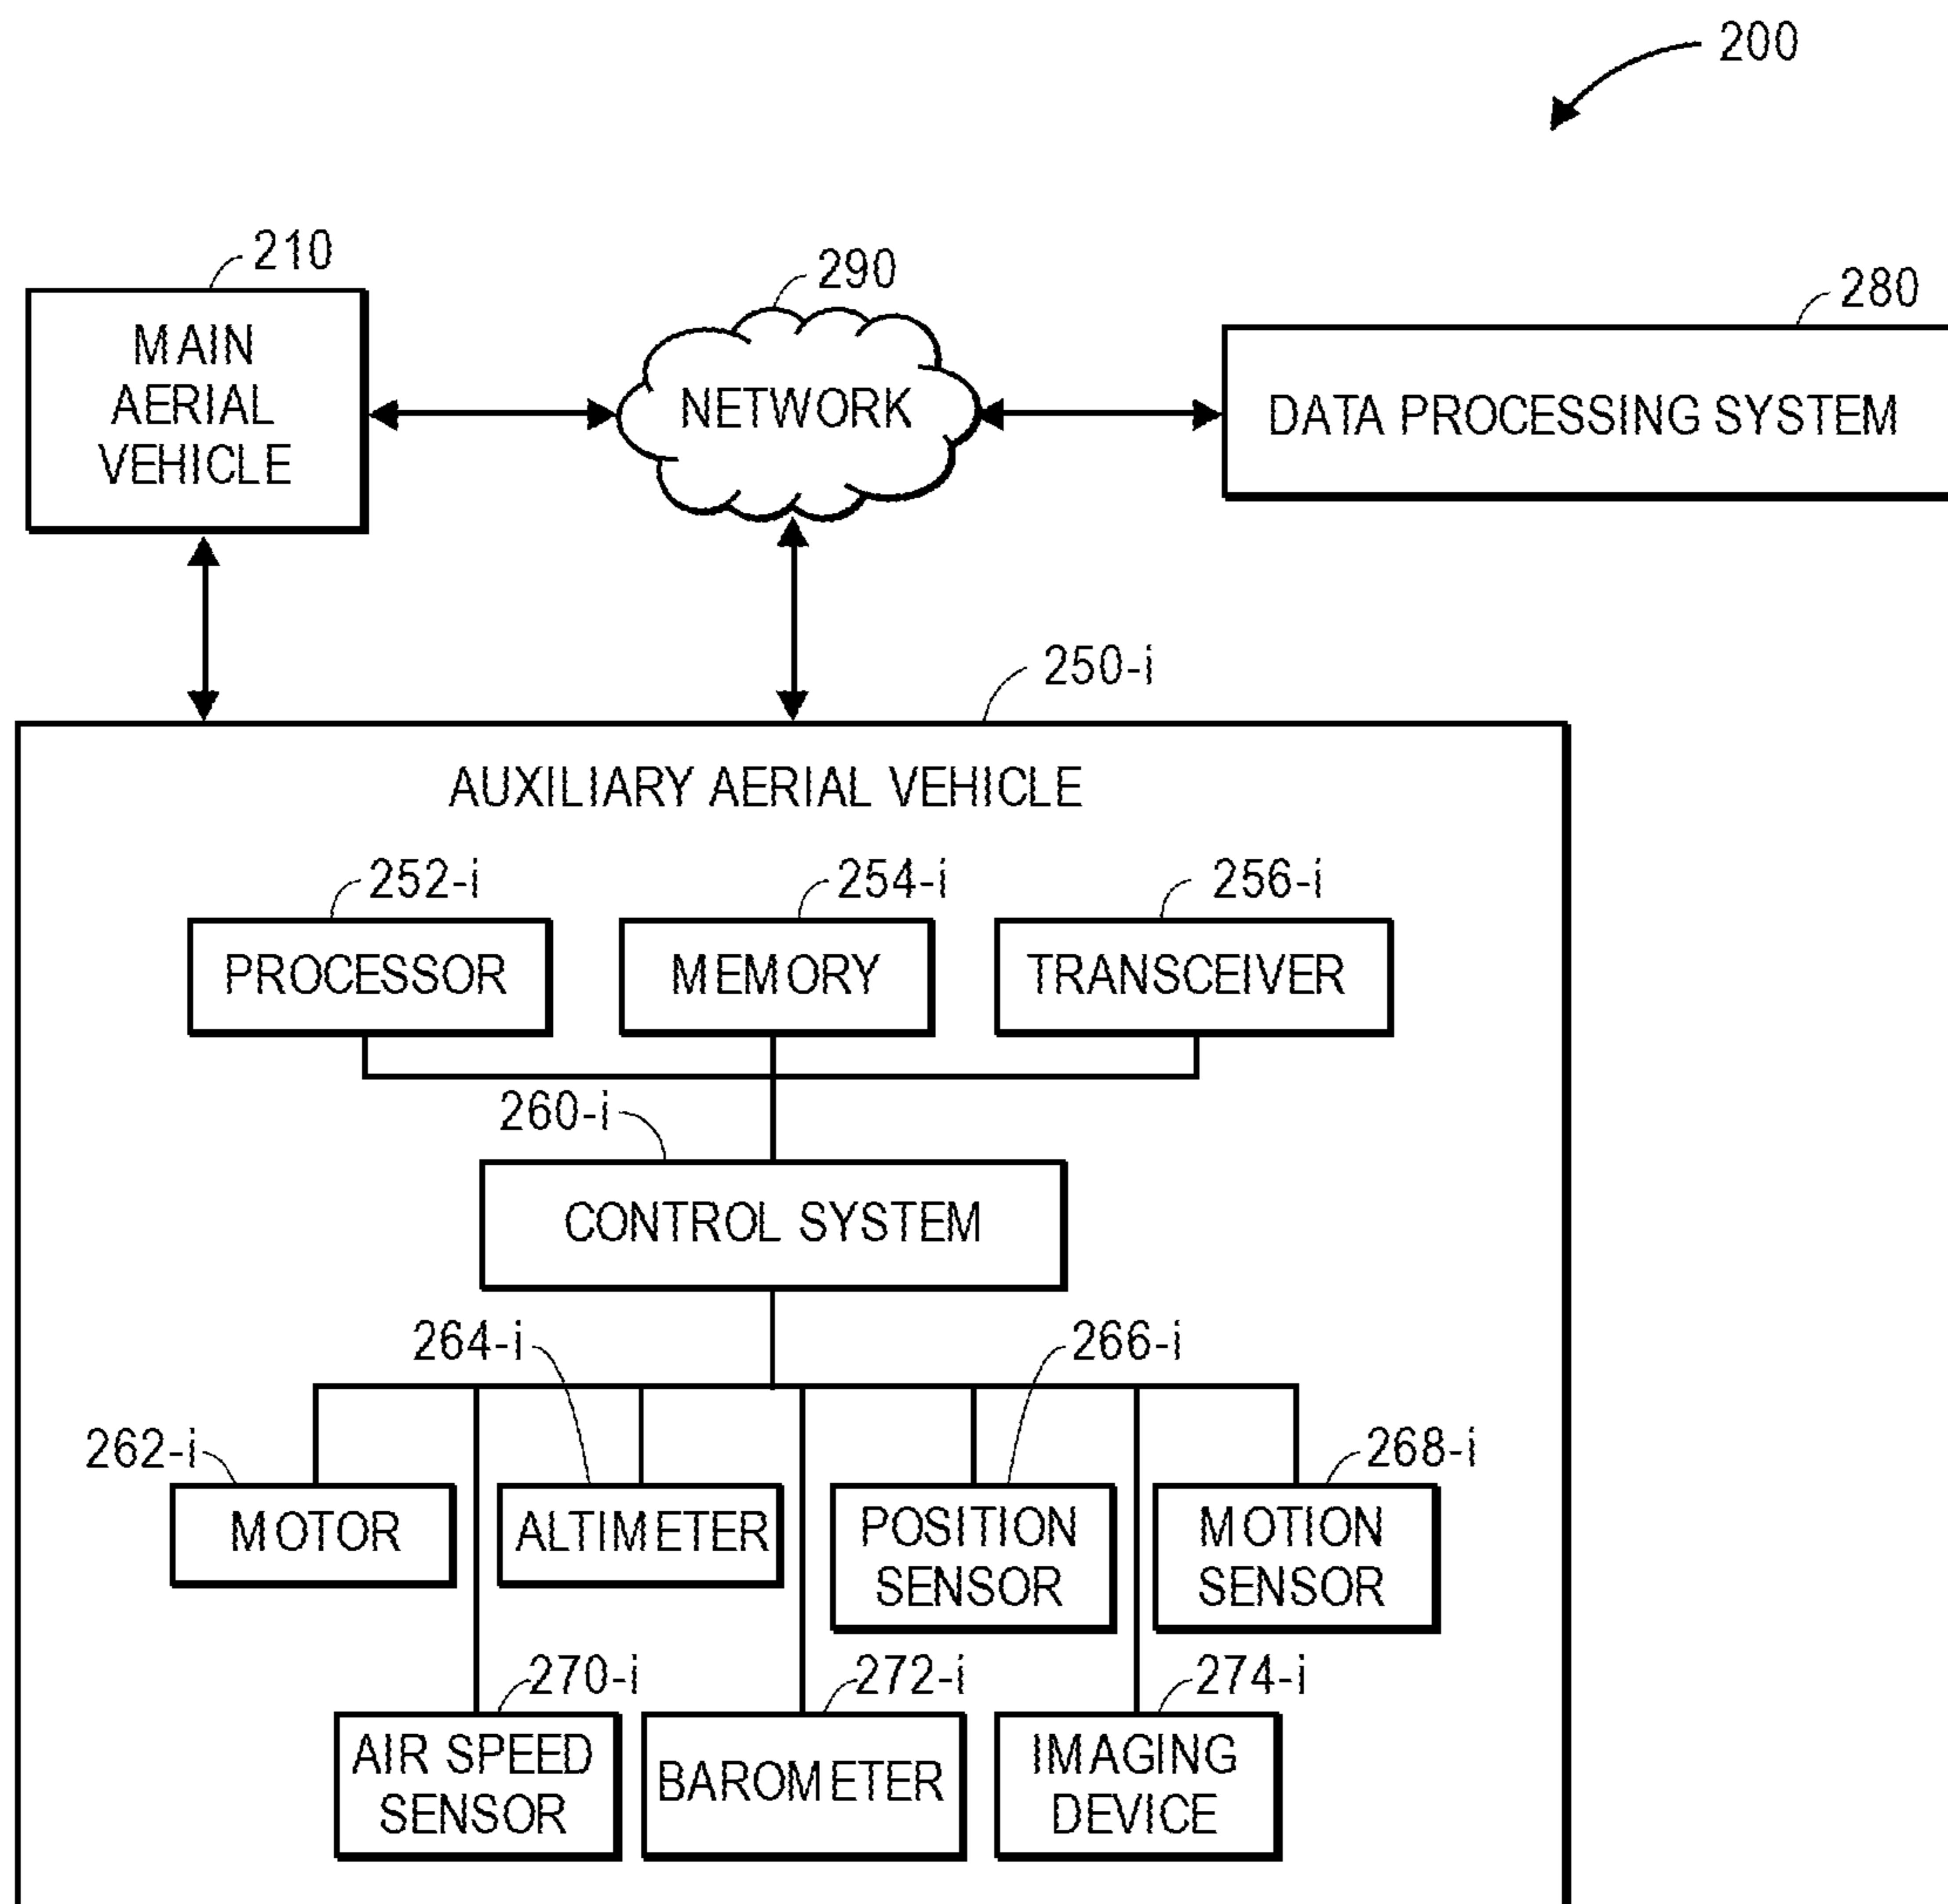 200
210
290
280
MAIN
AERIAL
VEHICLE
NETWORK
DATA PROCESSING SYSTEM
250-i
AUXILIARY AERIAL VEHICLE
252-i
254-i
256-i
PROCESSOR
MEMORY
TRANSCEIVER
260-i
CONTROL SYSTEM
264-i
266-i
262-i
268-i
MOTOR
ALTIMETER
POSITION
SENSOR
MOTION
SENSOR
270-i
272-i
274-i
AIR SPEED
SENSOR
BAROMETER
IMAGING
DEVICE